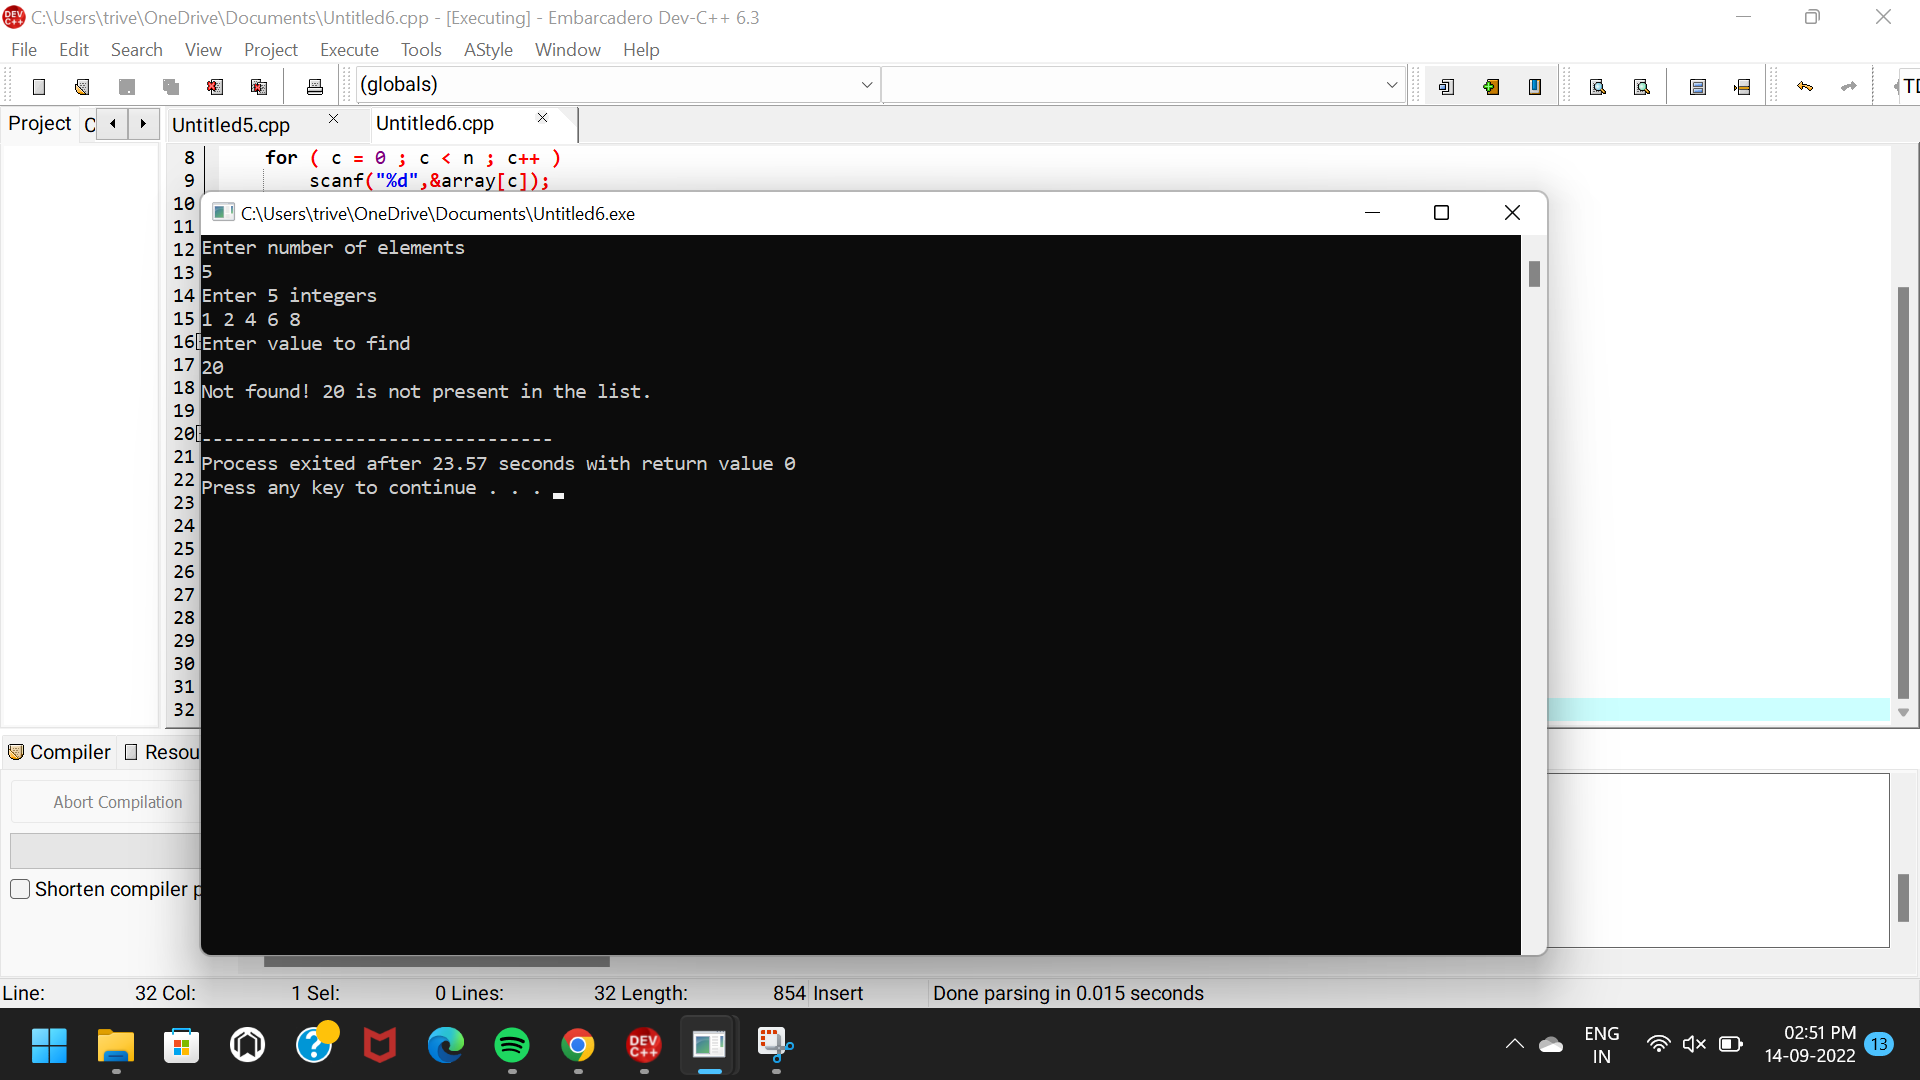 C:\Users\trive\OneDrive\Documents\Untitled6.cpp - [Executing] - Embarcadero Dev-C++ 6.3
File Edit Search View Project Execute Tools AStyle Window Help
(globals)
Project
Untitled5.cpp
Untitled6.cpp
8 for ( c = 0 ; c < n ; c++ )
9 scanf("%d",&array[c]);
10
11
12
13
14
15
16
17
18
19
20
21
22
23
24
25
26
27
28
29
30
31
32
C:\Users\trive\OneDrive\Documents\Untitled6.exe
Enter number of elements
5
Enter 5 integers
1 2 4 6 8
Enter value to find
20
Not found! 20 is not present in the list.
--------------------------------
Process exited after 23.57 seconds with return value 0
Press any key to continue . . .
Compiler Resou
Abort Compilation
Shorten compiler p
Line: 32 Col: 1 Sel: 0 Lines: 32 Length: 854 Insert Done parsing in 0.015 seconds
DEV
C++
ENG
IN
02:51 PM
14-09-2022
13